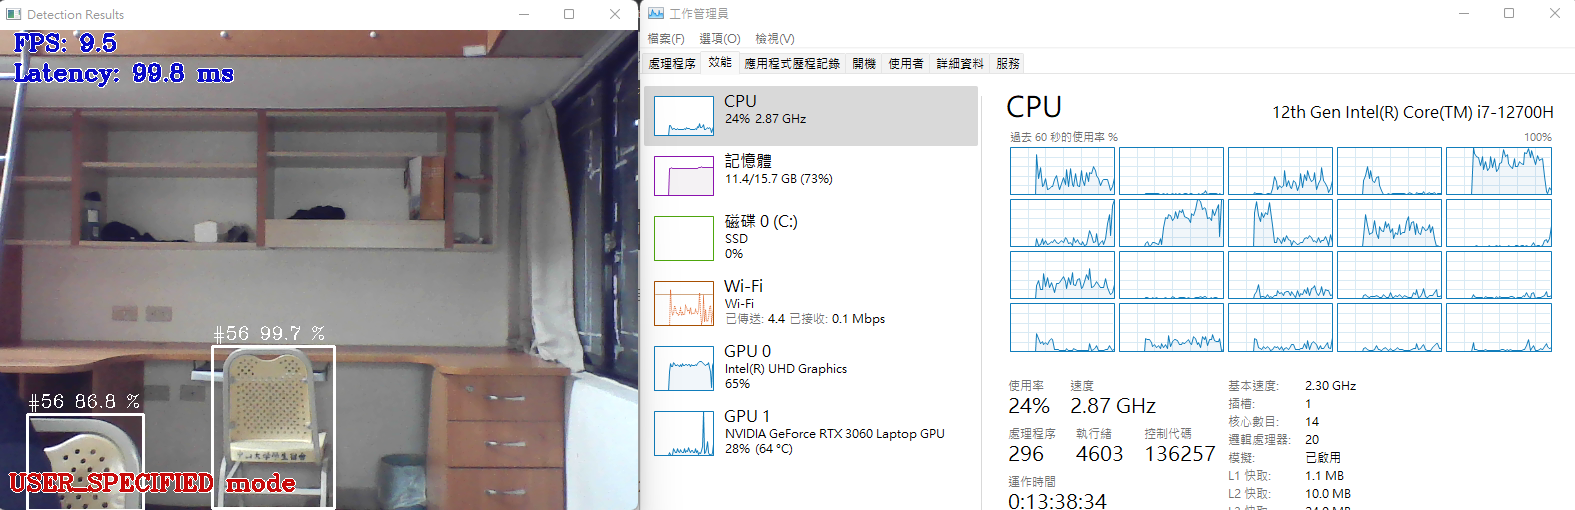 Detection Results
FPS: 9.5
Latency: 99.8 ms
#56 99.7 %
#56 86.8 %
USER_SPECIFIED mode
工作管理員
檔案(F) 選項(O) 檢視(V)
處理程序 效能 應用程式歷程記錄 開機 使用者 詳細資料 服務
CPU
24% 2.87 GHz
記憶體
11.4/15.7 GB (73%)
磁碟 0 (C:)
SSD
0%
Wi-Fi
Wi-Fi
已傳送: 4.4 已接收: 0.1 Mbps
GPU 0
Intel(R) UHD Graphics
65%
GPU 1
NVIDIA GeForce RTX 3060 Laptop GPU
28% (64 °C)
CPU
12th Gen Intel(R) Core(TM) i7-12700H
過去 60 秒的使用率 %
100%
使用率 速度
24% 2.87 GHz
處理程序 執行緒 控制代碼
296 4603 136257
運作時間
0:13:38:34
基本速度: 2.30 GHz
插槽: 1
核心數目: 14
邏輯處理器: 20
模擬: 已啟用
L1 快取: 1.1 MB
L2 快取: 10.0 MB
L3 快取: 24.0 MB